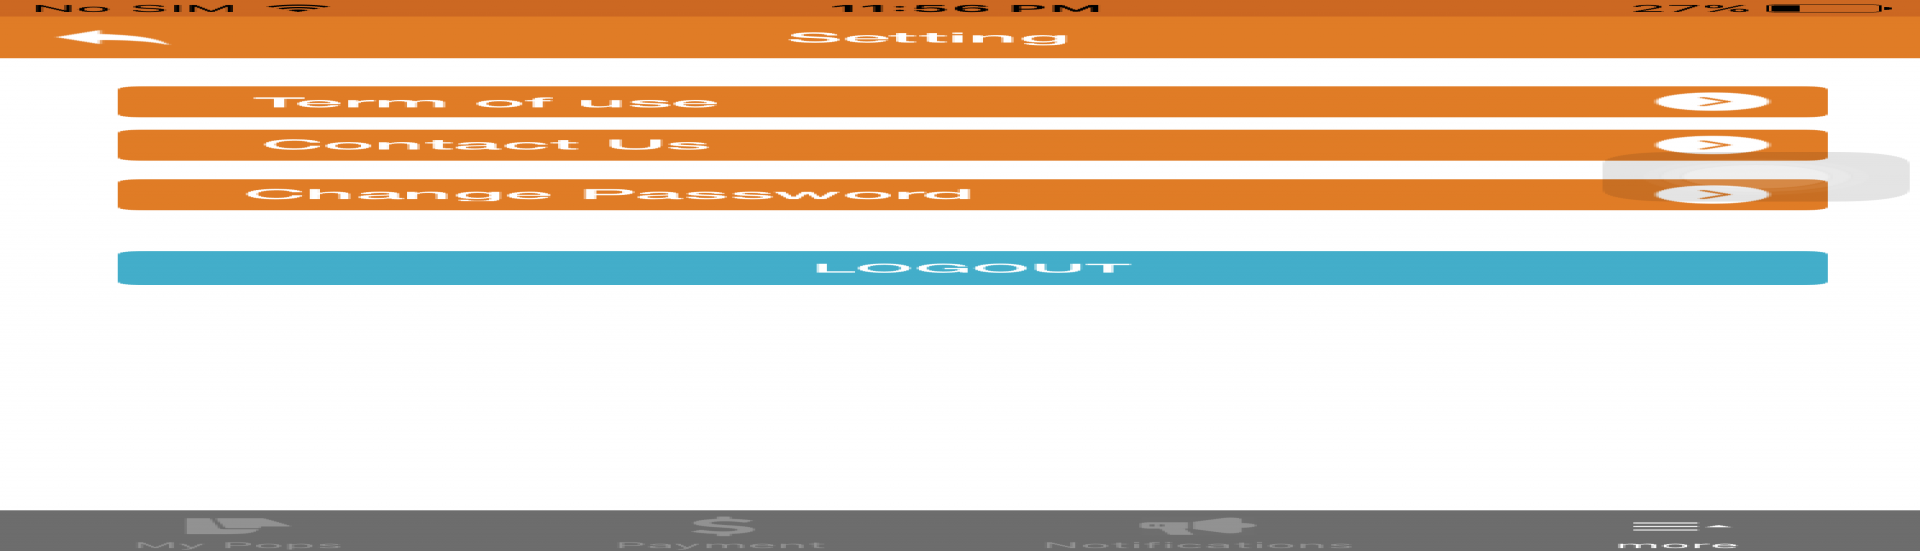 No SIM 11:56 PM 27%
Setting
Term of use
Contact Us
Change Password
LOGOUT
My Pops Payment Notifications more